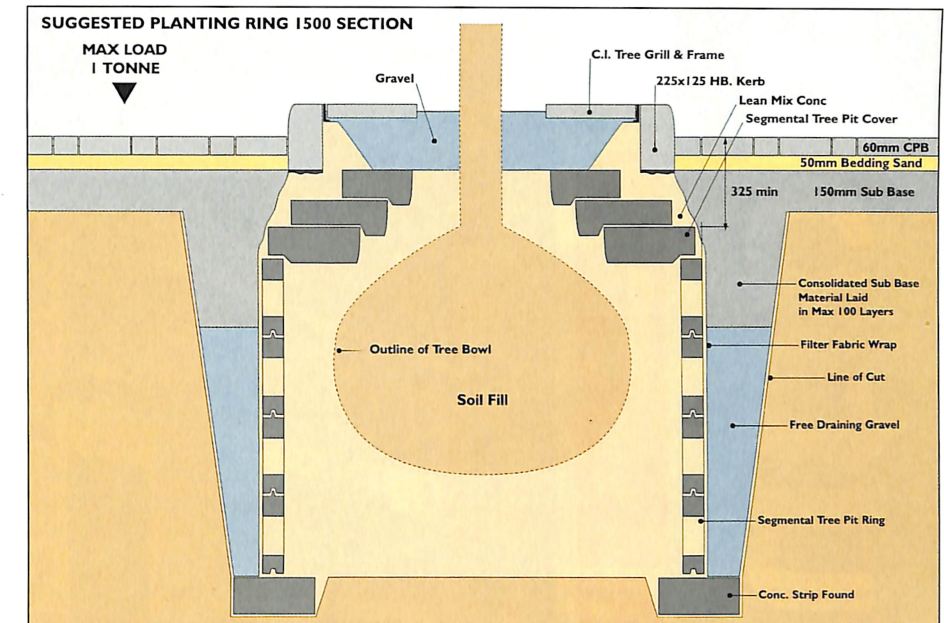 SUGGESTED PLANTING RING 1500 SECTION
MAX LOAD
1 TONNE
C.I. Tree Grill & Frame
Gravel
225x125 HB. Kerb
Lean Mix Conc
Segmental Tree Pit Cover
60mm CPB
50mm Bedding Sand
325 min
150mm Sub Base
Consolidated Sub Base
Material Laid
in Max 100 Layers
Filter Fabric Wrap
Outline of Tree Bowl
Line of Cut
Soil Fill
Free Draining Gravel
Segmental Tree Pit Ring
Conc. Strip Found